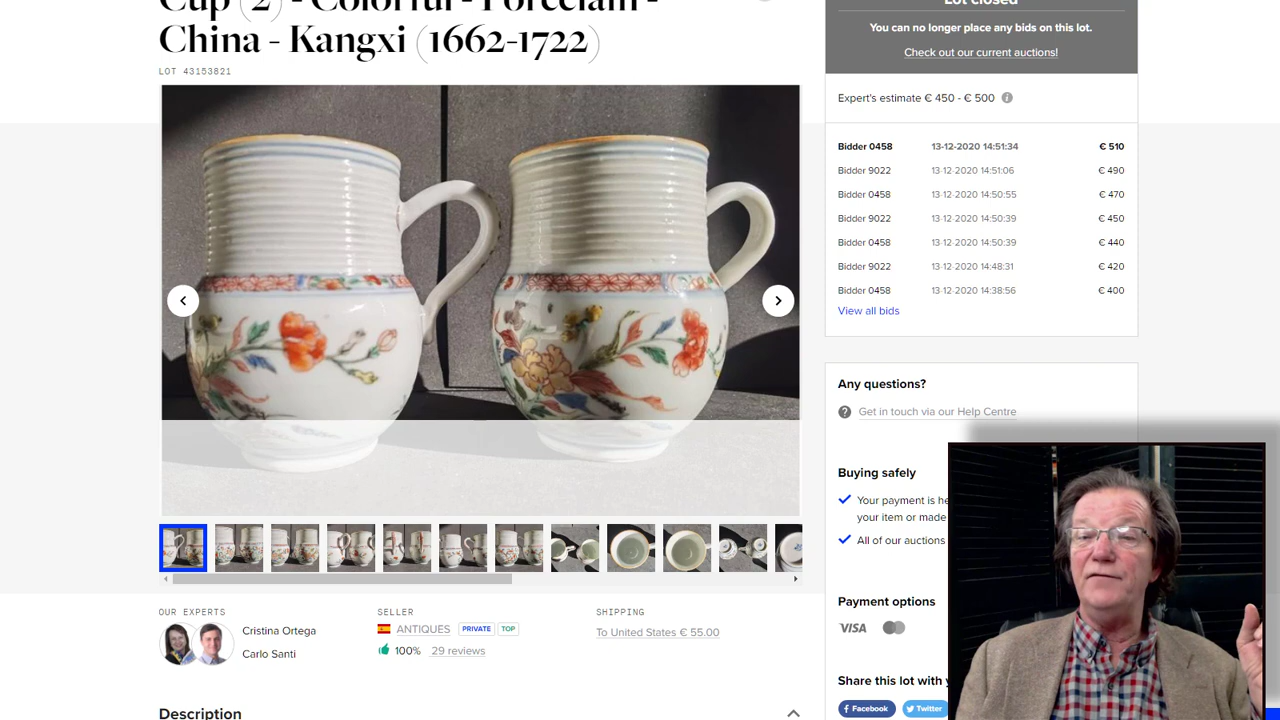 Cup (2) - Colorful - Porcelain -
China - Kangxi (1662-1722)
LOT 43153821
Lot closed
You can no longer place any bids on this lot.
Check out our current auctions!
Expert's estimate € 450 - € 500
Bidder 0458 13-12-2020 14:51:34 € 510
Bidder 9022 13-12-2020 14:51:06 € 490
Bidder 0458 13-12-2020 14:50:55 € 470
Bidder 9022 13-12-2020 14:50:39 € 450
Bidder 0458 13-12-2020 14:50:39 € 440
Bidder 9022 13-12-2020 14:48:31 € 420
Bidder 0458 13-12-2020 14:38:56 € 400
View all bids
Any questions?
Get in touch via our Help Centre
Buying safely
Your payment is
your item or made
All of our auctions
Payment options
VISA
Share this lot with
Facebook
Twitter
OUR EXPERTS
Cristina Ortega
Carlo Santi
SELLER
ANTIQUES PRIVATE TOP
100% 29 reviews
SHIPPING
To United States € 55.00
Description